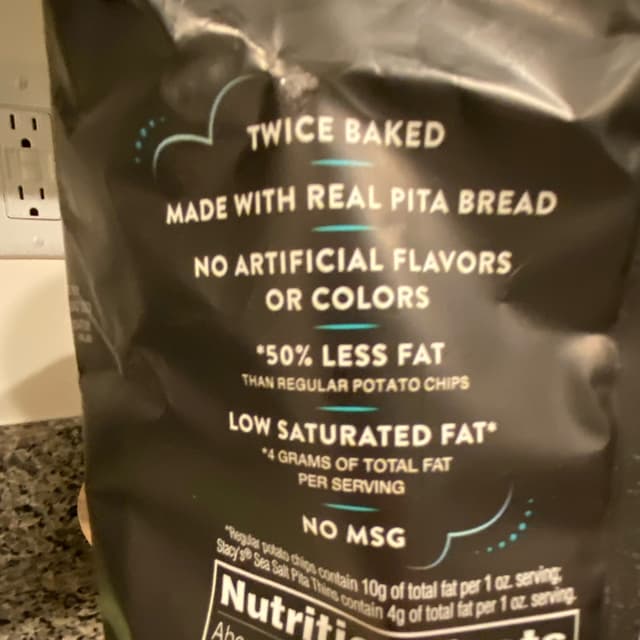 TWICE BAKED
MADE WITH REAL PITA BREAD
NO ARTIFICIAL FLAVORS
OR COLORS
*50% LESS FAT
THAN REGULAR POTATO CHIPS
LOW SATURATED FAT*
*4 GRAMS OF TOTAL FAT
PER SERVING
NO MSG
*Regular potato chips contain 10g of total fat per 1 oz. serving;
Stacy's® Sea Salt Pita Thins contain 4g of total fat per 1 oz. serving.